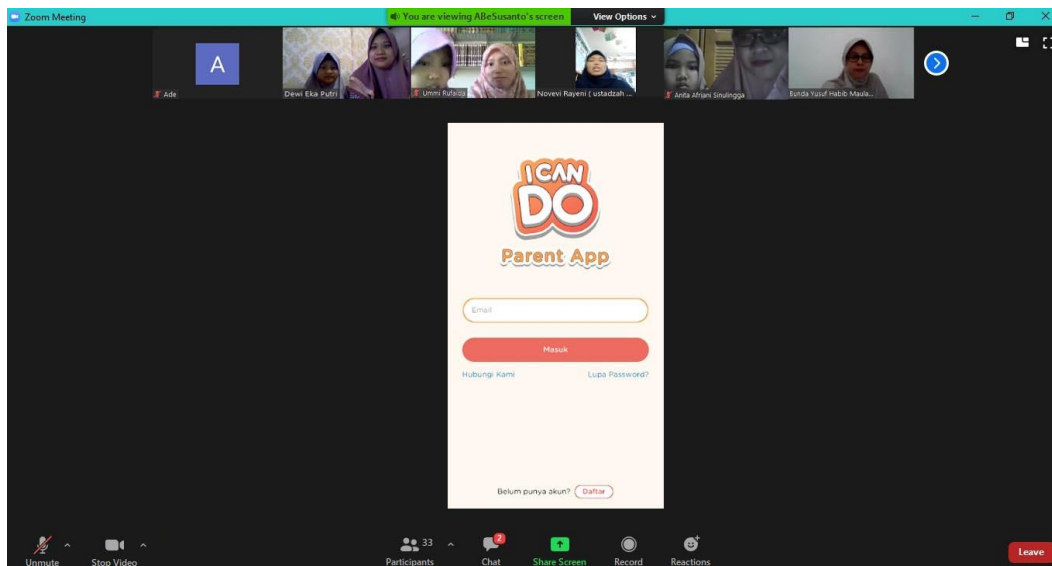 Zoom Meeting
You are viewing ABeSusanto's screen
View Options
A
Ade
Dewi Eka Putri
Ummi Rufaida
Novevi Rayeni ( ustadzah ...
Anita Afriani Sinulingga
Bunda Yusuf Habib Maula...
I CAN
DO
Parent App
Email
Masuk
Hubungi Kami
Lupa Password?
Belum punya akun?
Daftar
Unmute
Stop Video
33
Participants
2
Chat
Share Screen
Record
Reactions
Leave